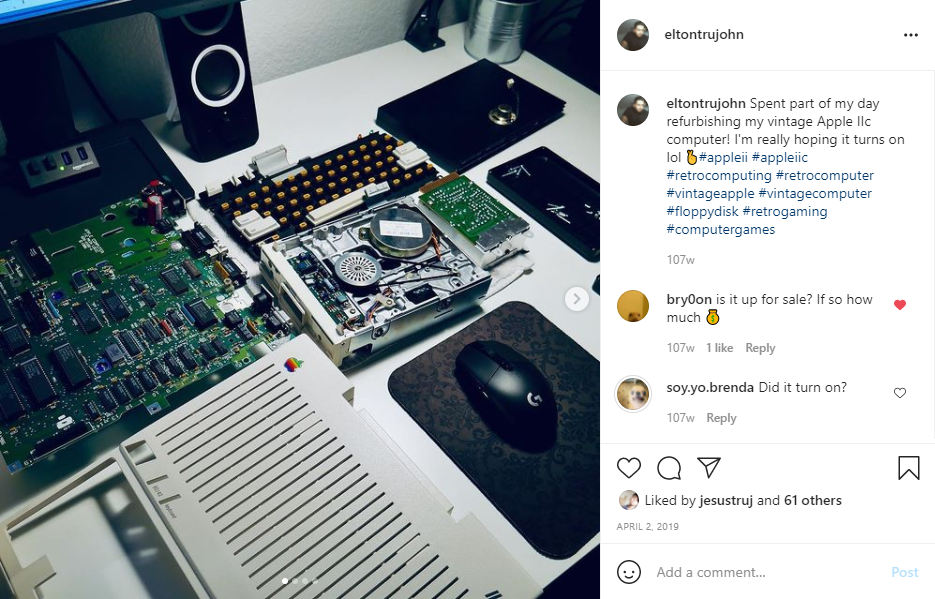 eltontrujohn
eltontrujohn Spent part of my day
refurbishing my vintage Apple IIc
computer! I'm really hoping it turns on
lol 🤞#appleii #appleiic
#retrocomputing #retrocomputer
#vintageapple #vintagecomputer
#floppydisk #retrogaming
#computergames
107w
bry0on is it up for sale? If so how
much 💰
107w 1 like Reply
soy.yo.brenda Did it turn on?
107w Reply
Liked by jesustruj and 61 others
APRIL 2, 2019
Add a comment... Post